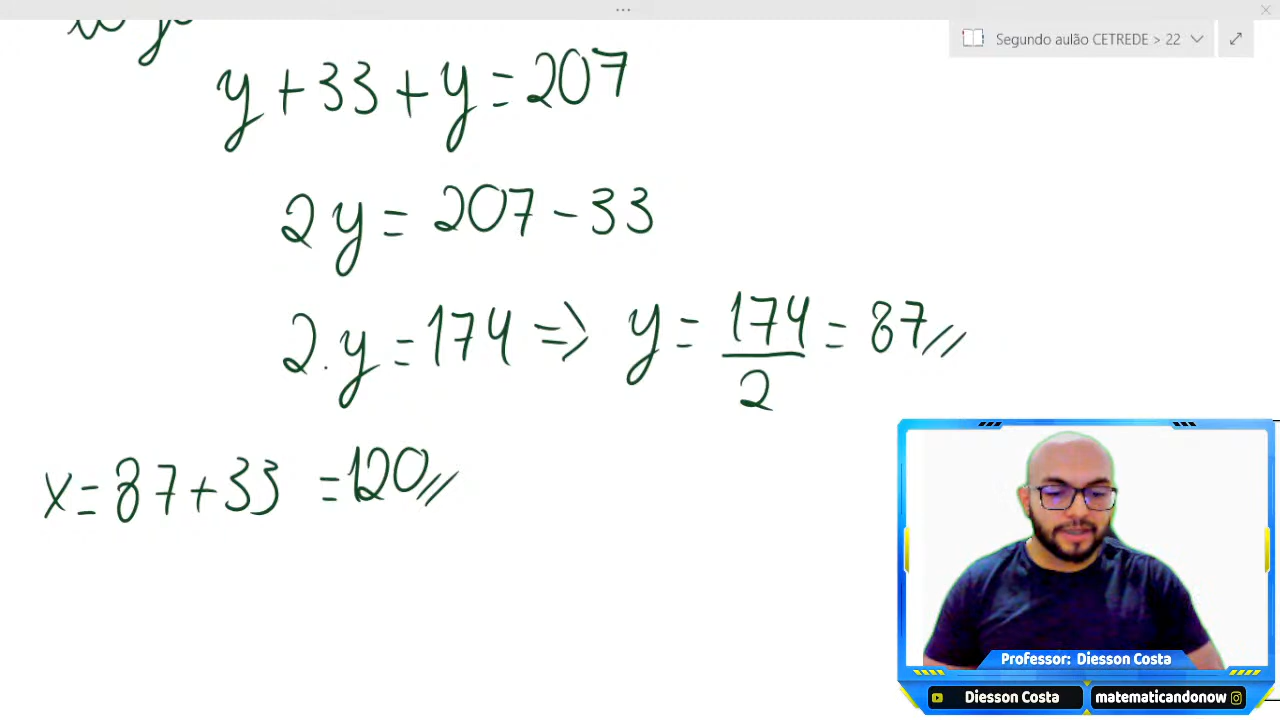 Segundo aulão CETREDE > 22
y + 33 + y = 207
2y = 207 - 33
2.y = 174 => y = 174/2 = 87//
x = 87 + 33 = 120//
Professor: Diesson Costa
Diesson Costa
matematicandonow